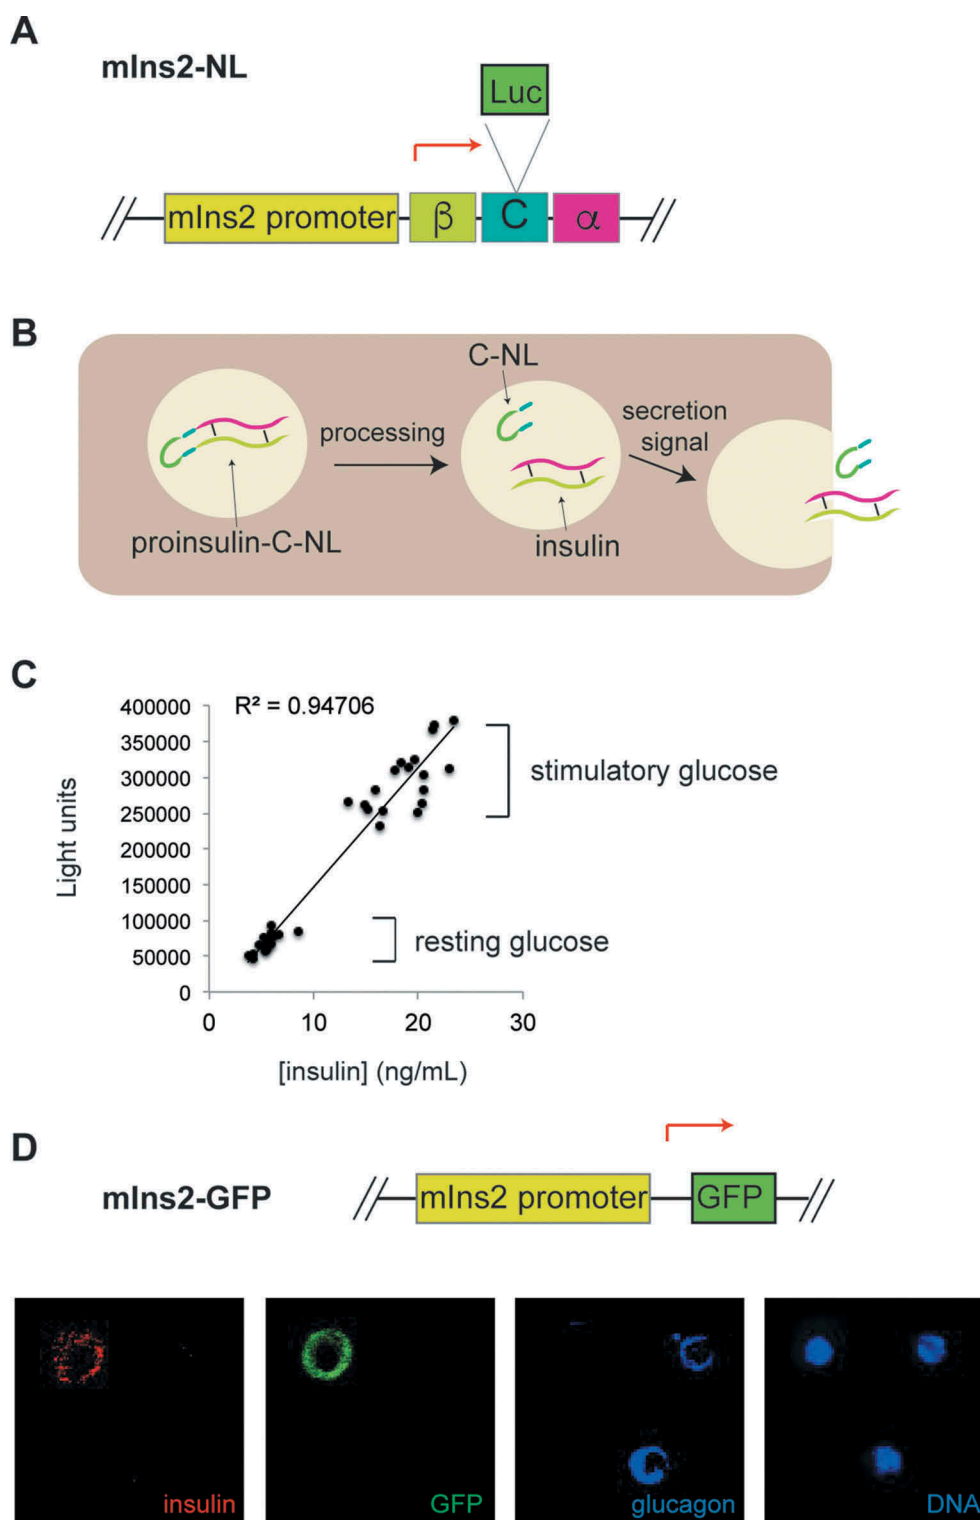 A
mIns2-NL
Luc
mIns2 promoter
β
C
α
B
C-NL
processing
secretion
signal
proinsulin-C-NL
insulin
C
R² = 0.94706
400000
350000
300000
250000
200000
150000
100000
50000
0
Light units
stimulatory glucose
resting glucose
0 10 20 30
[insulin] (ng/mL)
D
mIns2-GFP
mIns2 promoter
GFP
insulin
GFP
glucagon
DNA